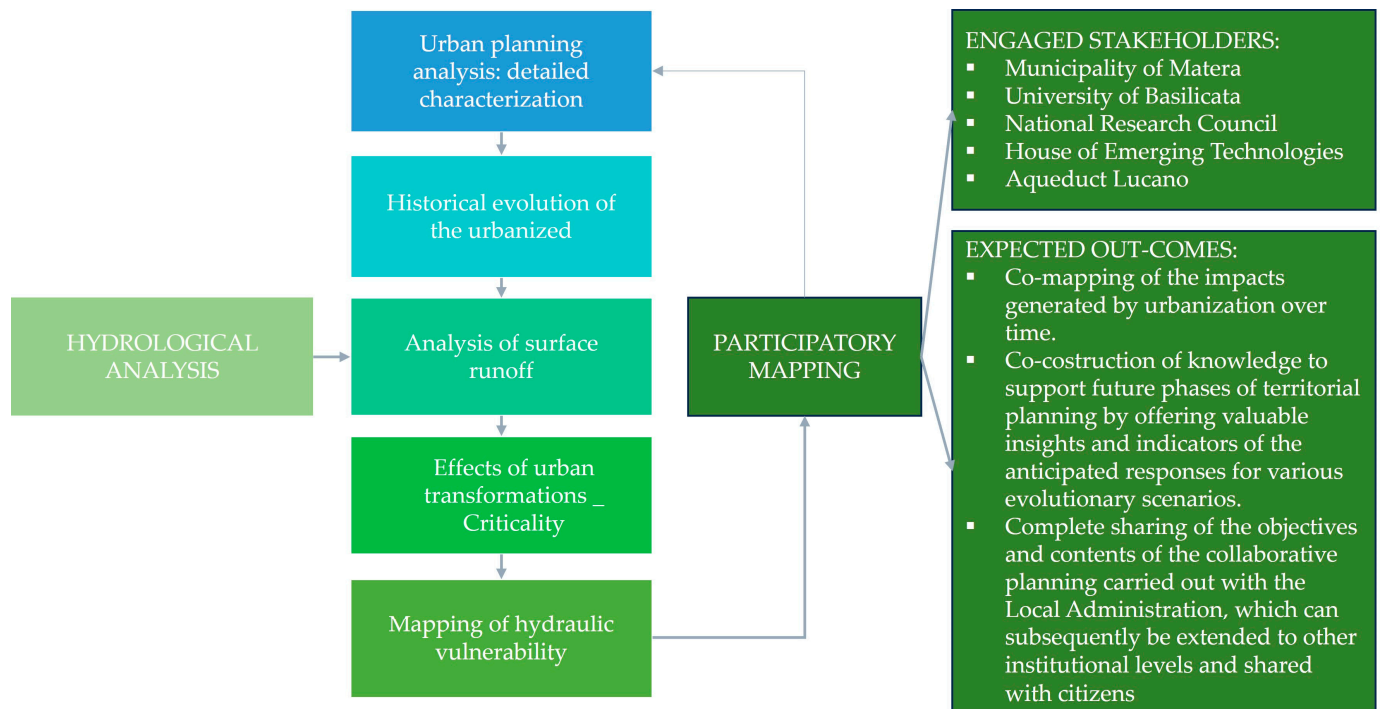 Urban planning
analysis: detailed
characterization
Historical evolution of
the urbanized
HYDROLOGICAL
ANALYSIS
Analysis of surface
runoff
Effects of urban
transformations _
Criticality
Mapping of hydraulic
vulnerability
PARTICIPATORY
MAPPING
ENGAGED STAKEHOLDERS:
▪ Municipality of Matera
▪ University of Basilicata
▪ National Research Council
▪ House of Emerging Technologies
▪ Aqueduct Lucano
EXPECTED OUT-COMES:
▪ Co-mapping of the impacts
generated by urbanization over
time.
▪ Co-costruction of knowledge to
support future phases of territorial
planning by offering valuable
insights and indicators of the
anticipated responses for various
evolutionary scenarios.
▪ Complete sharing of the objectives
and contents of the collaborative
planning carried out with the
Local Administration, which can
subsequently be extended to other
institutional levels and shared
with citizens